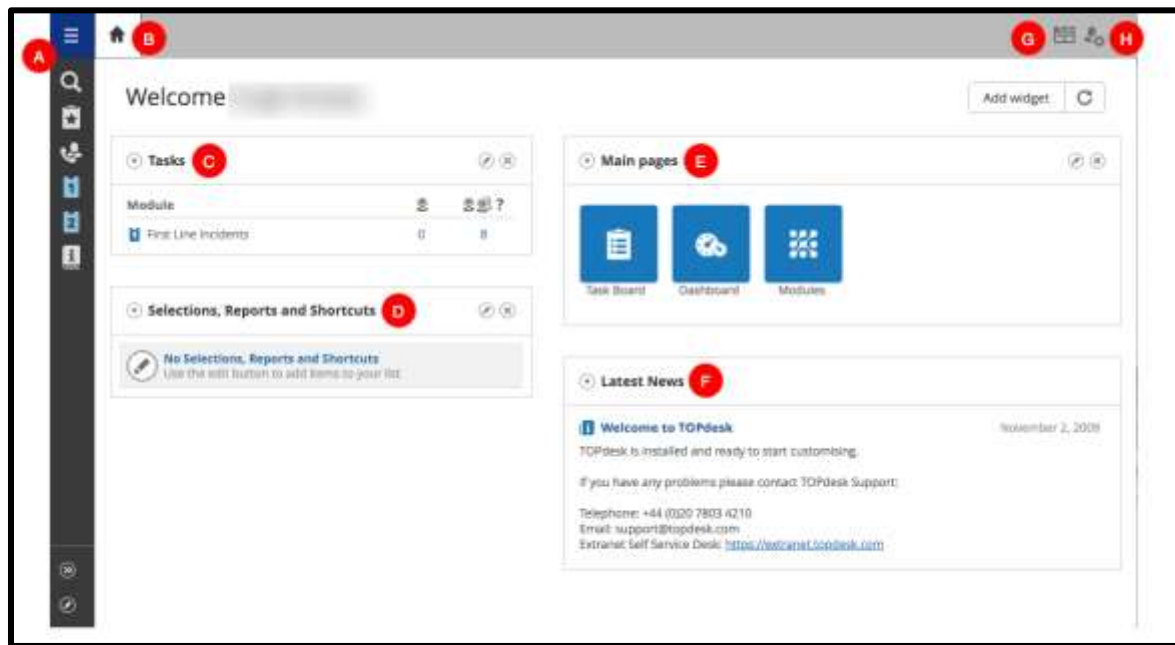 A
B
G
H
Welcome
Add widget
Tasks C
Main pages E
Module
?
1 First Line Incidents 0 8
1
2
Task Board Dashboard Modules
Selections, Reports and Shortcuts D
No Selections, Reports and Shortcuts
Use the edit button to add items to your list
Latest News F
Welcome to TOPdesk November 2, 2009
TOPdesk is installed and ready to start customising.
If you have any problems please contact TOPdesk Support:
Telephone: +44 (0)20 7803 4210
Email: support@topdesk.com
Extranet Self Service Desk: https://extranet.topdesk.com